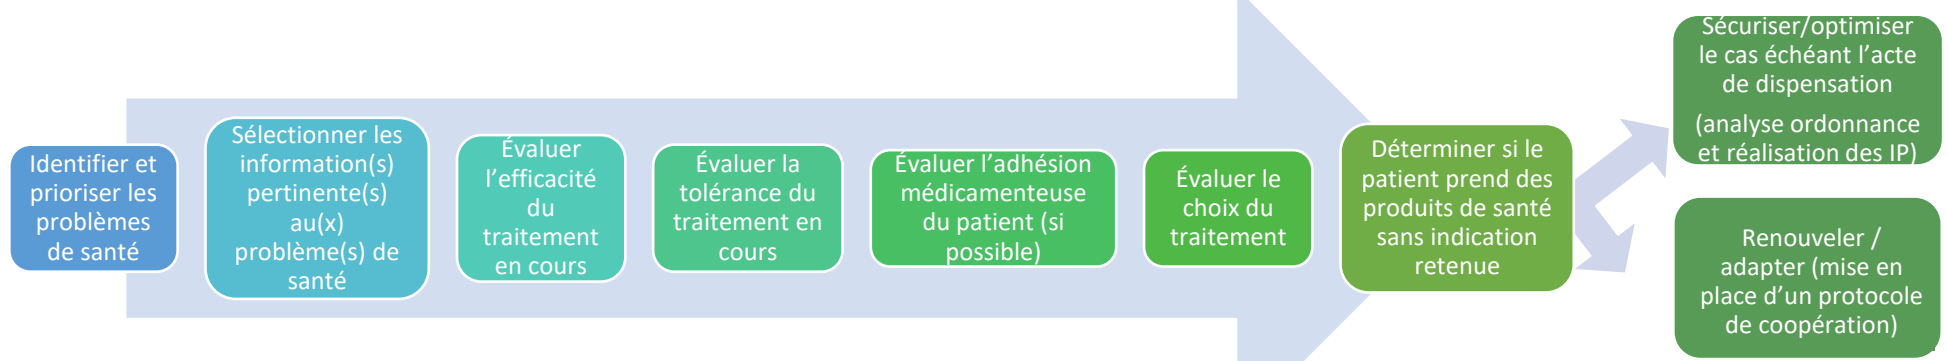 Identifier et
prioriser les
problèmes
de santé
Sélectionner les
information(s)
pertinente(s)
au(x)
problème(s) de
santé
Évaluer
l’efficacité
du
traitement
en cours
Évaluer la
tolérance du
traitement en
cours
Évaluer l’adhésion
médicamenteuse
du patient (si
possible)
Évaluer le
choix du
traitement
Déterminer si le
patient prend des
produits de santé
sans indication
retenue
Sécuriser/optimiser
le cas échéant l’acte
de dispensation
(analyse ordonnance
et réalisation des IP)
Renouveler /
adapter (mise en
place d’un protocole
de coopération)